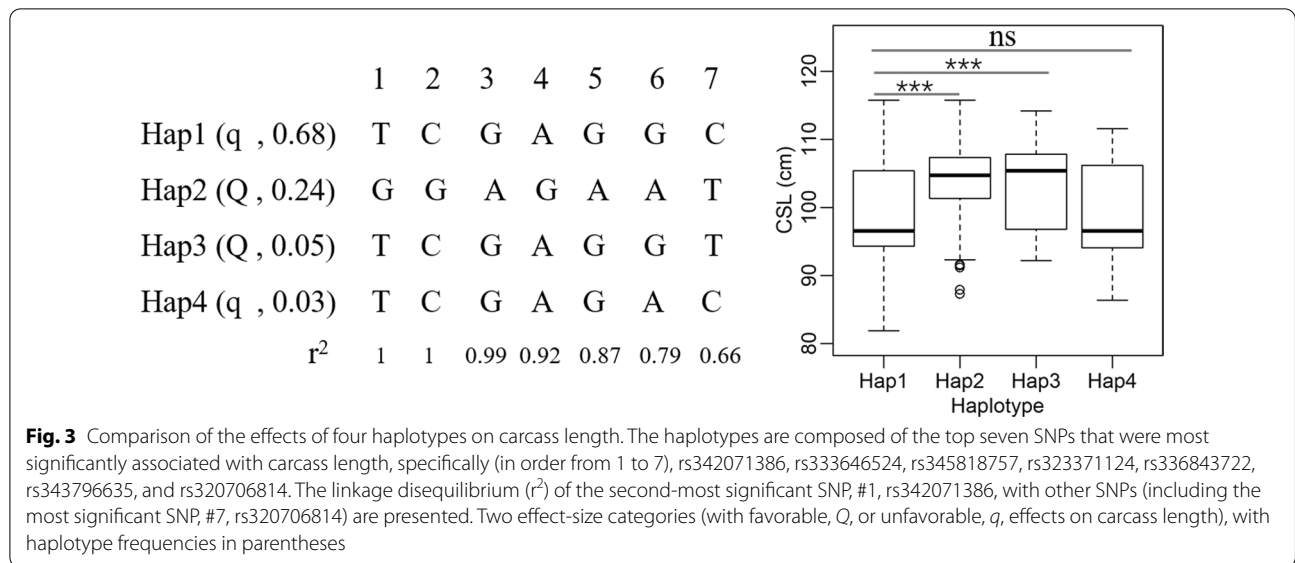 1 2 3 4 5 6 7
Hap1 (q , 0.68) T C G A G G C
Hap2 (Q , 0.24) G G A G A A T
Hap3 (Q , 0.05) T C G A G G T
Hap4 (q , 0.03) T C G A G A C
r² 1 1 0.99 0.92 0.87 0.79 0.66
ns
***
***
120
110
100
90
80
CSL (cm)
Hap1 Hap2 Hap3 Hap4
Haplotype
Fig. 3 Comparison of the effects of four haplotypes on carcass length. The haplotypes are composed of the top seven SNPs that were most
significantly associated with carcass length, specifically (in order from 1 to 7), rs342071386, rs333646524, rs345818757, rs323371124, rs336843722,
rs343796635, and rs320706814. The linkage disequilibrium (r²) of the second-most significant SNP, #1, rs342071386, with other SNPs (including the
most significant SNP, #7, rs320706814) are presented. Two effect-size categories (with favorable, Q, or unfavorable, q, effects on carcass length), with
haplotype frequencies in parentheses